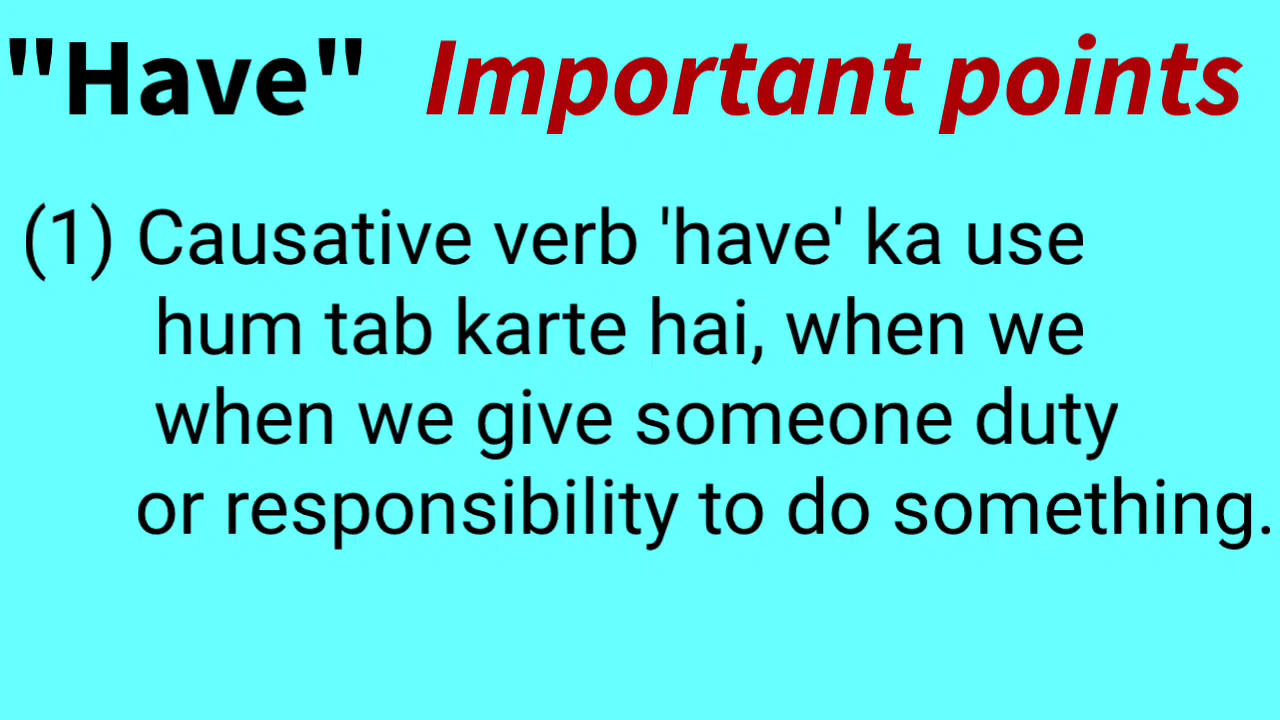 "Have" Important points
(1) Causative verb 'have' ka use
hum tab karte hai, when we
when we give someone duty
or responsibility to do something.